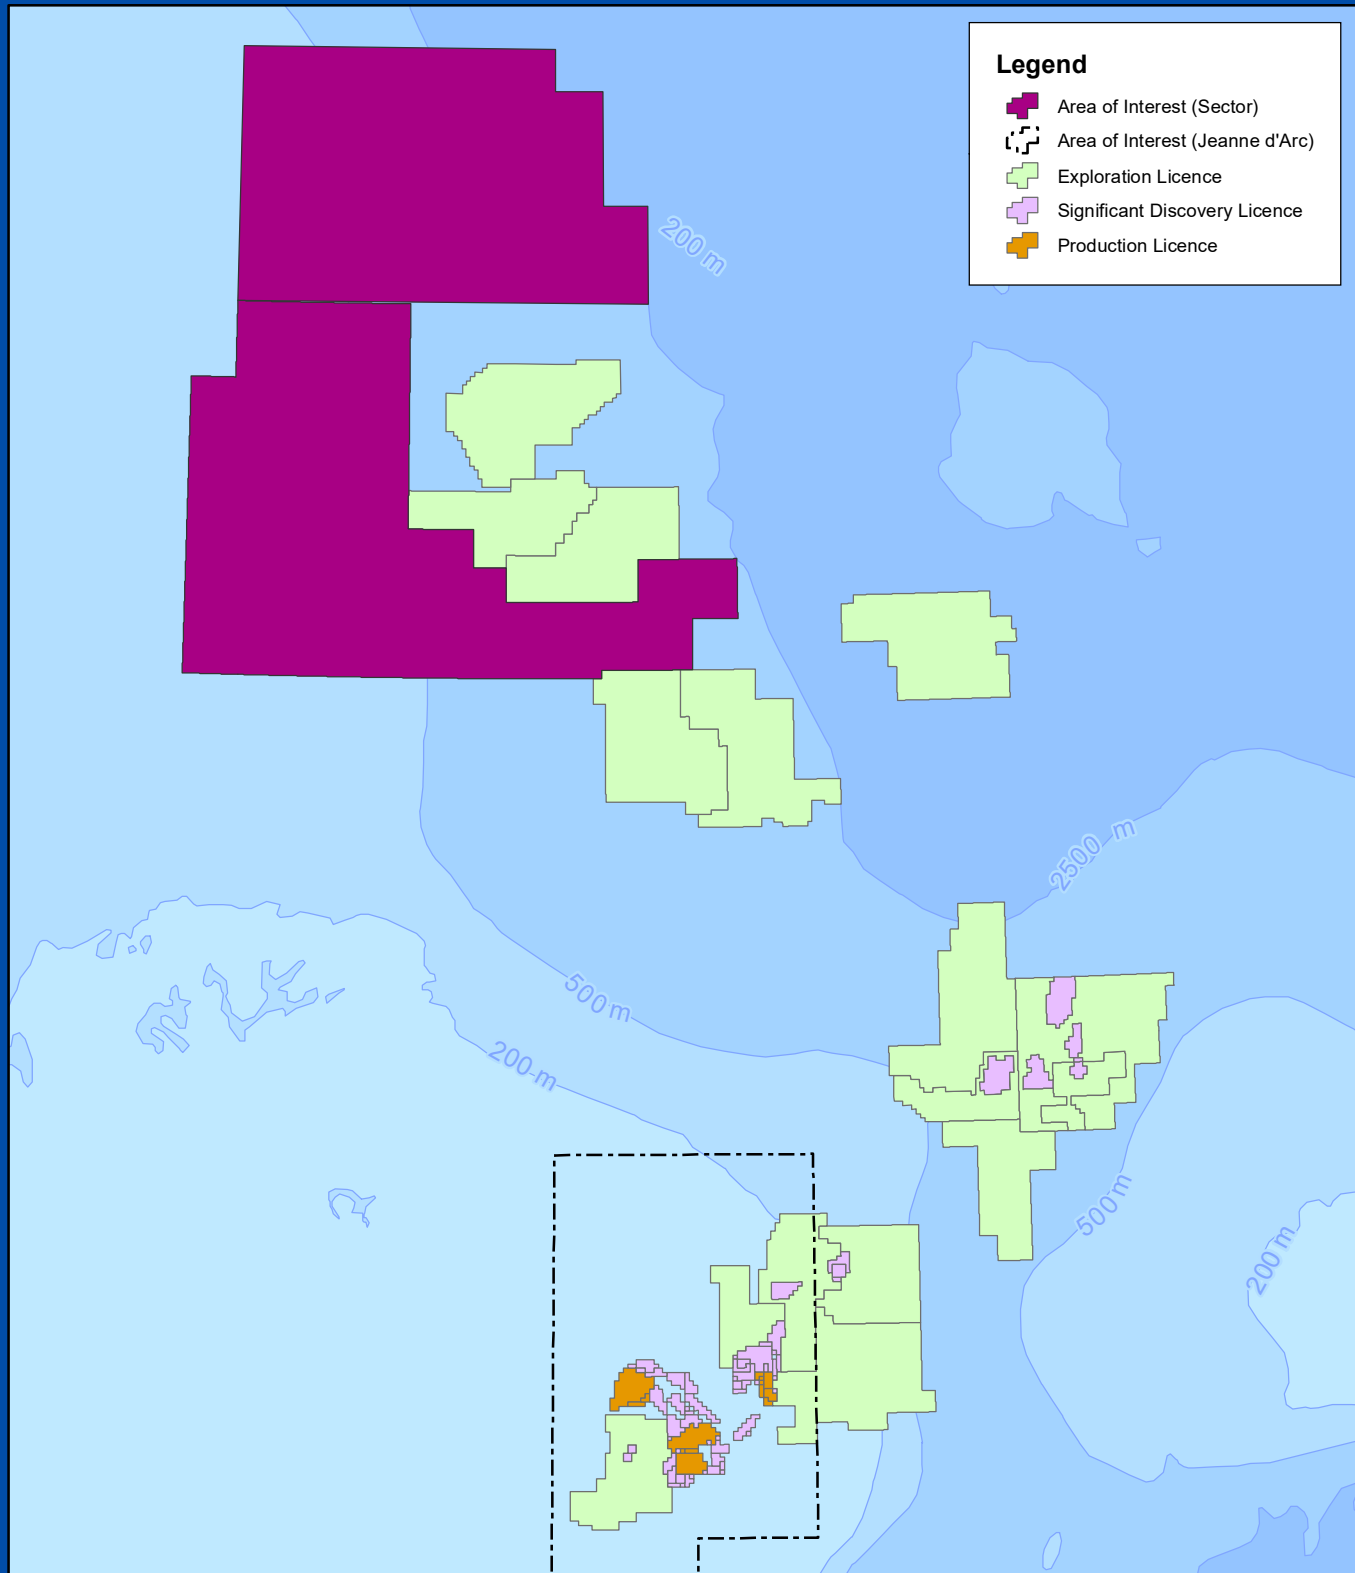 Legend
Area of Interest (Sector)
Area of Interest (Jeanne d'Arc)
Exploration Licence
Significant Discovery Licence
Production Licence
200 m
2500 m
500 m
200 m
500 m
200 m